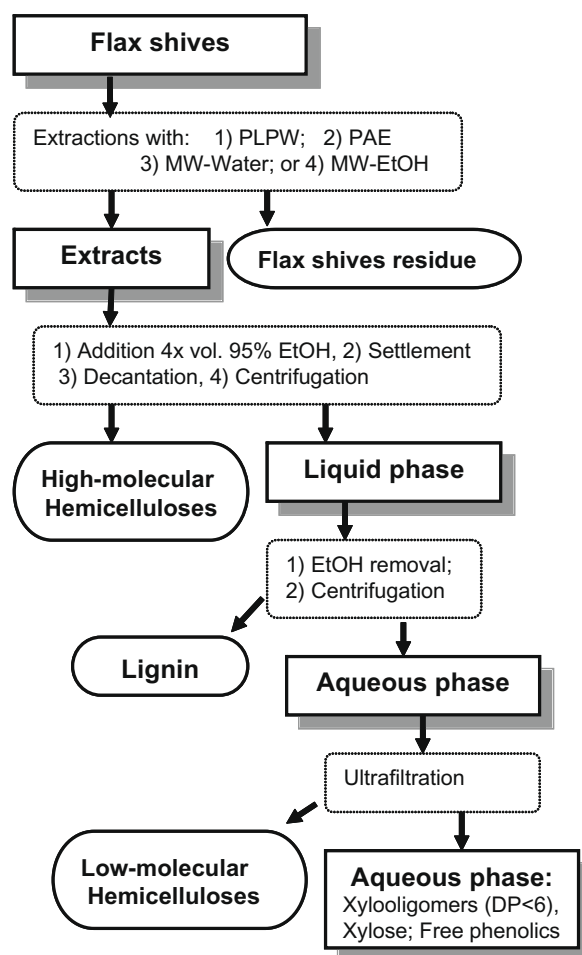 Flax shives
Extractions with: 1) PLPW; 2) PAE
3) MW-Water; or 4) MW-EtOH
Extracts
Flax shives residue
1) Addition 4x vol. 95% EtOH, 2) Settlement
3) Decantation, 4) Centrifugation
High-molecular
Hemicelluloses
Liquid phase
1) EtOH removal;
2) Centrifugation
Lignin
Aqueous phase
Ultrafiltration
Low-molecular
Hemicelluloses
Aqueous phase:
Xylooligomers (DP<6),
Xylose; Free phenolics